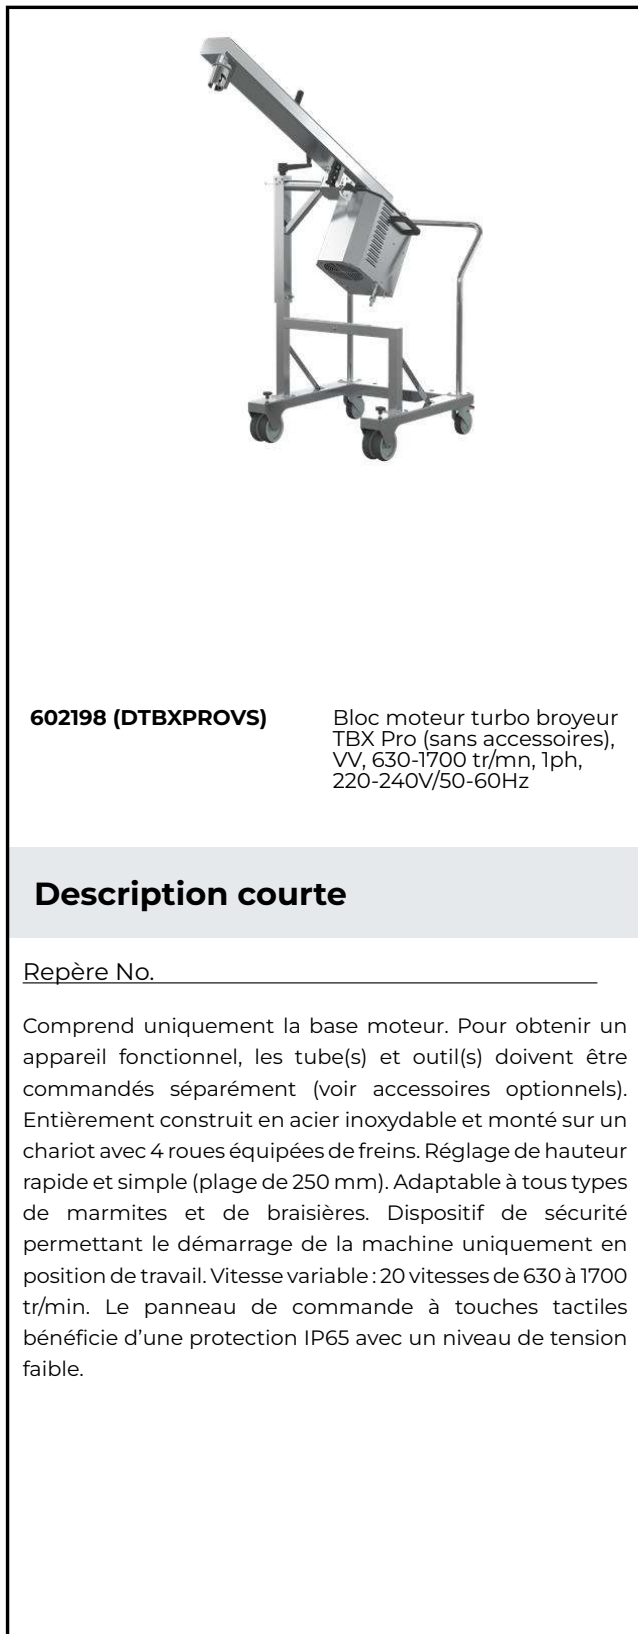 602198 (DTBXPROVS)
Bloc moteur turbo broyeur
TBX Pro (sans accessoires),
VV, 630-1700 tr/mn, 1ph,
220-240V/50-60Hz
Description courte
Repère No.
Comprend uniquement la base moteur. Pour obtenir un
appareil fonctionnel, les tube(s) et outil(s) doivent être
commandés séparément (voir accessoires optionnels).
Entièrement construit en acier inoxydable et monté sur un
chariot avec 4 roues équipées de freins. Réglage de hauteur
rapide et simple (plage de 250 mm). Adaptable à tous types
de marmites et de braisières. Dispositif de sécurité
permettant le démarrage de la machine uniquement en
position de travail. Vitesse variable : 20 vitesses de 630 à 1700
tr/min. Le panneau de commande à touches tactiles
bénéficie d'une protection IP65 avec un niveau de tension
faible.